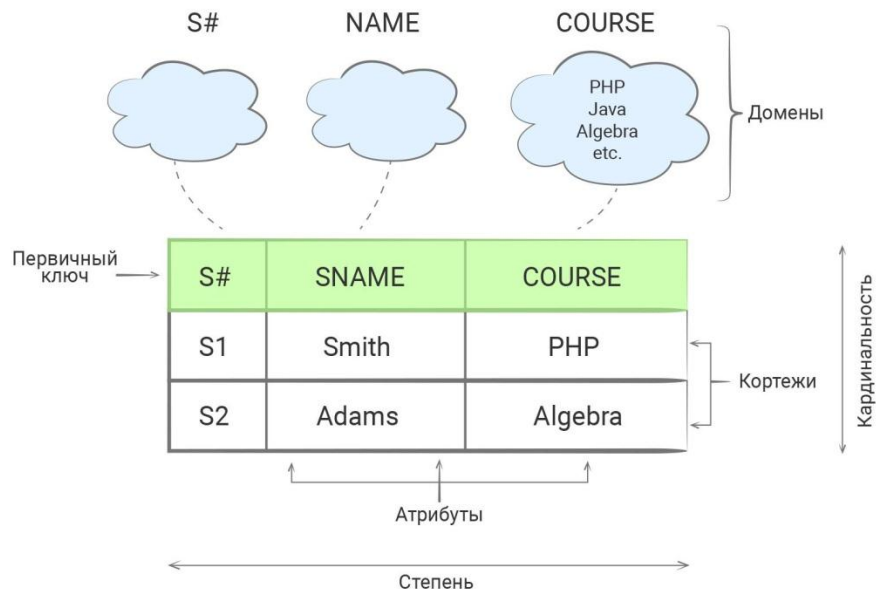 S# NAME COURSE
PHP
Java
Algebra
etc.
Домены
Первичный
ключ
S# SNAME COURSE
S1 Smith PHP
S2 Adams Algebra
Кортежи
Кардинальность
Атрибуты
Степень